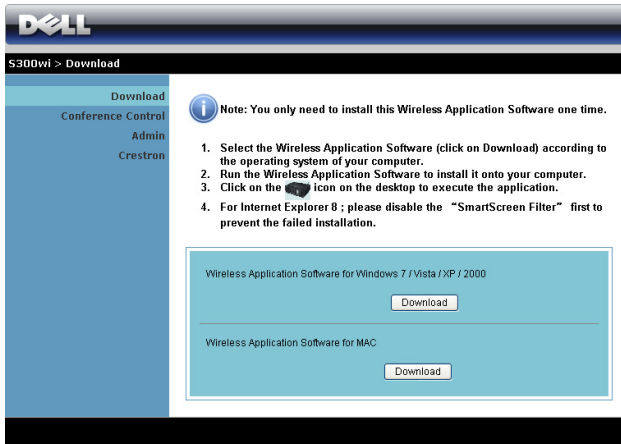 DELL
S300wi > Download
Download
Conference Control
Admin
Crestron
Note: You only need to install this Wireless Application Software one time.
1. Select the Wireless Application Software (click on Download) according to
the operating system of your computer.
2. Run the Wireless Application Software to install it onto your computer.
3. Click on the icon on the desktop to execute the application.
4. For Internet Explorer 8 ; please disable the “SmartScreen Filter” first to
prevent the failed installation.
Wireless Application Software for Windows 7 / Vista / XP / 2000
Download
Wireless Application Software for MAC
Download